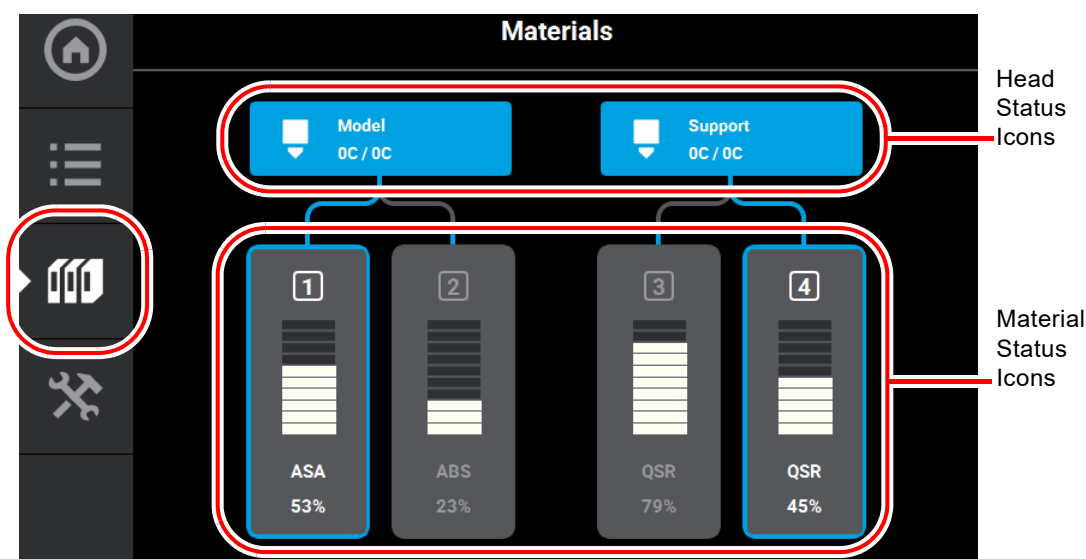 Materials
Head
Status
Icons
Model
0C / 0C
Support
0C / 0C
1
2
3
4
Material
Status
Icons
ASA
ABS
QSR
QSR
53%
23%
79%
45%